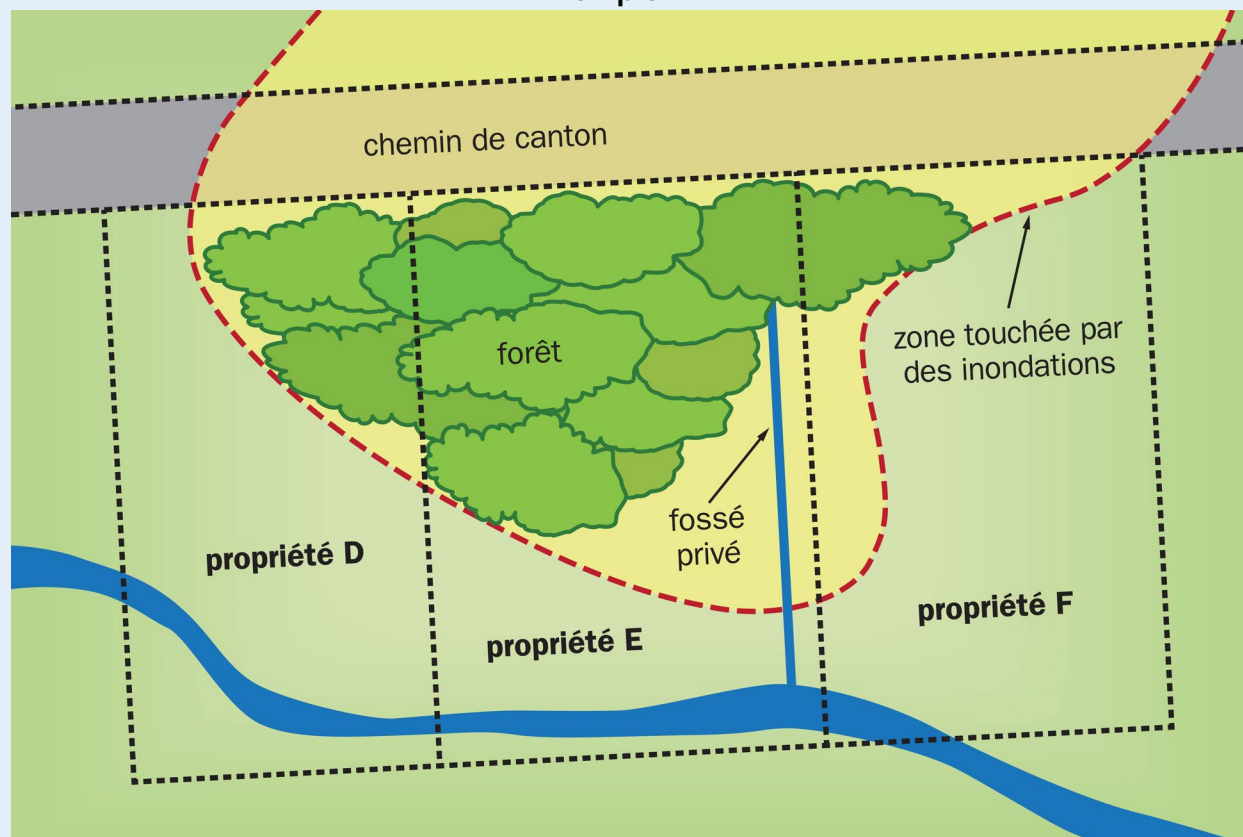 chemin de canton
zone touchée par
des inondations
forêt
fossé
privé
propriété D
propriété E
propriété F